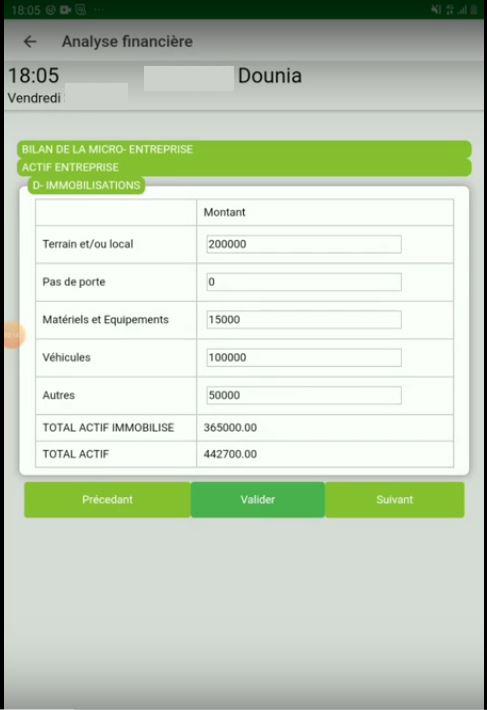 18:05
Analyse financière
18:05 Dounia
Vendredi
BILAN DE LA MICRO- ENTREPRISE
ACTIF ENTREPRISE
D- IMMOBILISATIONS
Montant
Terrain et/ou local 200000
Pas de porte 0
Matériels et Equipements 15000
Véhicules 100000
Autres 50000
TOTAL ACTIF IMMOBILISE 365000.00
TOTAL ACTIF 442700.00
Précedant Valider Suivant